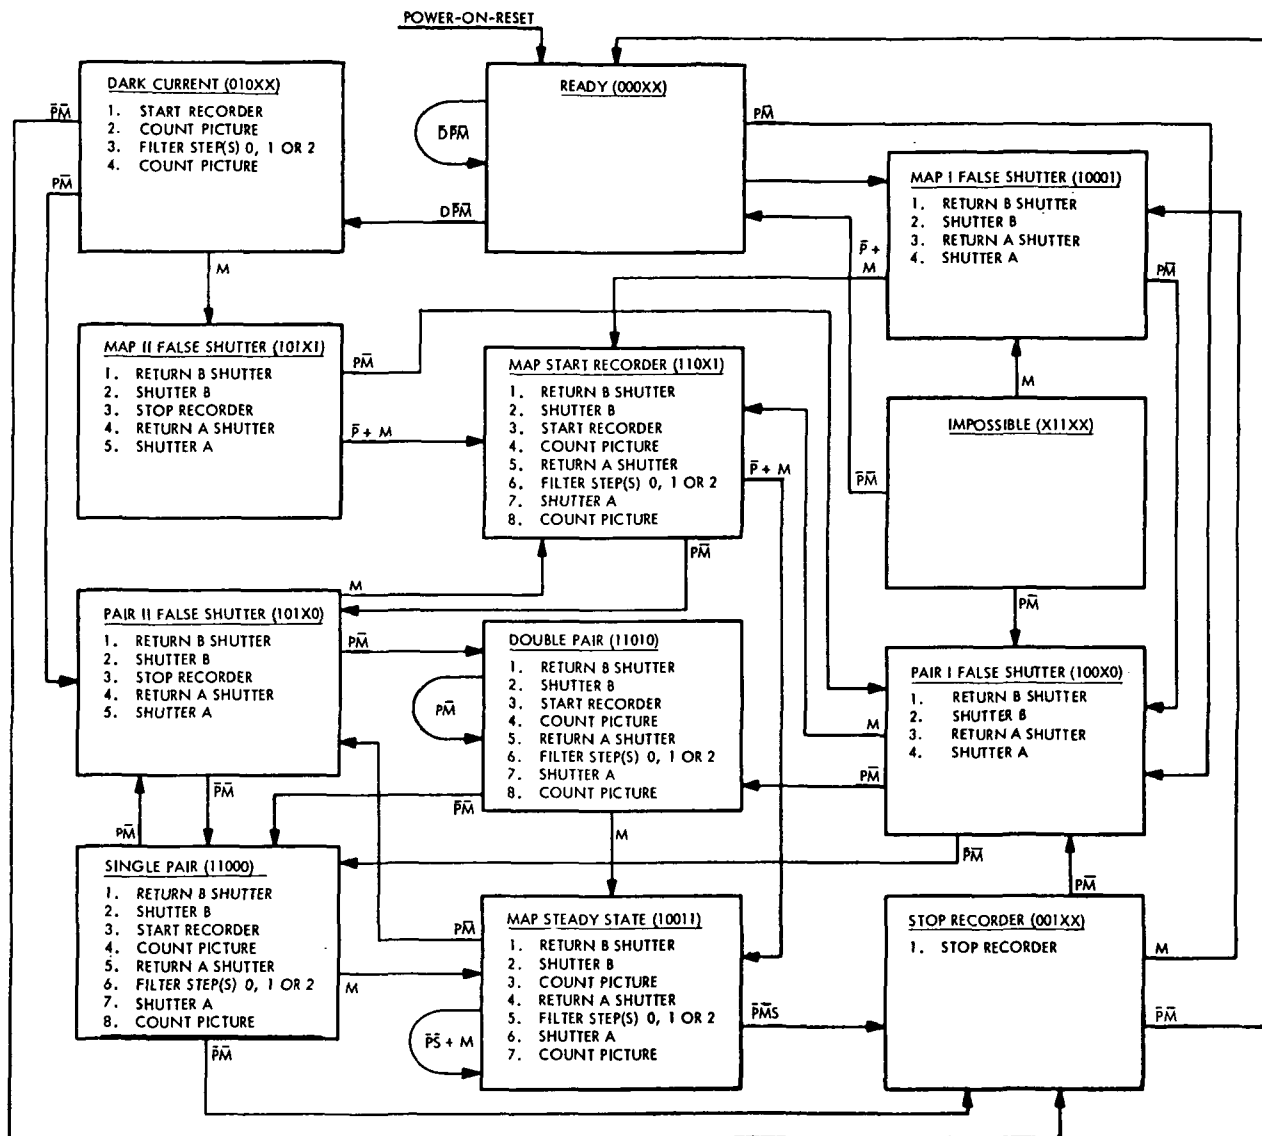 POWER-ON-RESET
DARK CURRENT (010XX)
1. START RECORDER
2. COUNT PICTURE
3. FILTER STEP(S) 0, 1 OR 2
4. COUNT PICTURE
P̄M̄
PM̄
M
READY (000XX)
D̄P̄M̄
DP̄M̄
PM̄
MAP I FALSE SHUTTER (10001)
1. RETURN B SHUTTER
2. SHUTTER B
3. RETURN A SHUTTER
4. SHUTTER A
P̄ +
M
PM̄
MAP II FALSE SHUTTER (101X1)
1. RETURN B SHUTTER
2. SHUTTER B
3. STOP RECORDER
4. RETURN A SHUTTER
5. SHUTTER A
PM̄
P̄ + M
MAP START RECORDER (110X1)
1. RETURN B SHUTTER
2. SHUTTER B
3. START RECORDER
4. COUNT PICTURE
5. RETURN A SHUTTER
6. FILTER STEP(S) 0, 1 OR 2
7. SHUTTER A
8. COUNT PICTURE
P̄ + M
PM̄
M
IMPOSSIBLE (X11XX)
P̄M̄
PM̄
PAIR II FALSE SHUTTER (101X0)
1. RETURN B SHUTTER
2. SHUTTER B
3. STOP RECORDER
4. RETURN A SHUTTER
5. SHUTTER A
M
PM̄
P̄M̄
DOUBLE PAIR (11010)
1. RETURN B SHUTTER
2. SHUTTER B
3. START RECORDER
4. COUNT PICTURE
5. RETURN A SHUTTER
6. FILTER STEP(S) 0, 1 OR 2
7. SHUTTER A
8. COUNT PICTURE
PM̄
P̄M̄
M
PAIR I FALSE SHUTTER (100X0)
1. RETURN B SHUTTER
2. SHUTTER B
3. RETURN A SHUTTER
4. SHUTTER A
M
PM̄
P̄M̄
PM̄
SINGLE PAIR (11000)
1. RETURN B SHUTTER
2. SHUTTER B
3. START RECORDER
4. COUNT PICTURE
5. RETURN A SHUTTER
6. FILTER STEP(S) 0, 1 OR 2
7. SHUTTER A
8. COUNT PICTURE
M
P̄M̄
MAP STEADY STATE (10011)
1. RETURN B SHUTTER
2. SHUTTER B
3. COUNT PICTURE
4. RETURN A SHUTTER
5. FILTER STEP(S) 0, 1 OR 2
6. SHUTTER A
7. COUNT PICTURE
PM̄
P̄S̄ + M
P̄M̄S
STOP RECORDER (001XX)
1. STOP RECORDER
PM̄
M
P̄M̄